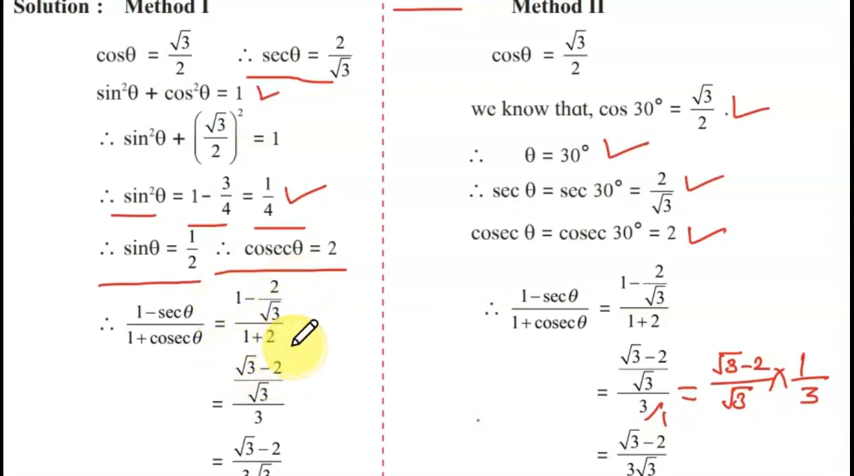 Solution : Method I
cosθ = √3/2 ∴ secθ = 2/√3
sin²θ + cos²θ = 1
∴ sin²θ + (√3/2)² = 1
∴ sin²θ = 1- 3/4 = 1/4
∴ sinθ = 1/2 ∴ cosecθ = 2
∴ (1-secθ)/(1+cosecθ) = (1- 2/√3)/(1+2)
= ((√3-2)/√3)/3
= (√3-2)/(3√3)
Method II
cosθ = √3/2
we know that, cos 30° = √3/2 .
∴ θ = 30°
∴ sec θ = sec 30° = 2/√3
cosec θ = cosec 30° = 2
∴ (1-secθ)/(1+cosecθ) = (1- 2/√3)/(1+2)
= ((√3-2)/√3)/3/1 = (√3-2)/√3 × 1/3
= (√3-2)/(3√3)